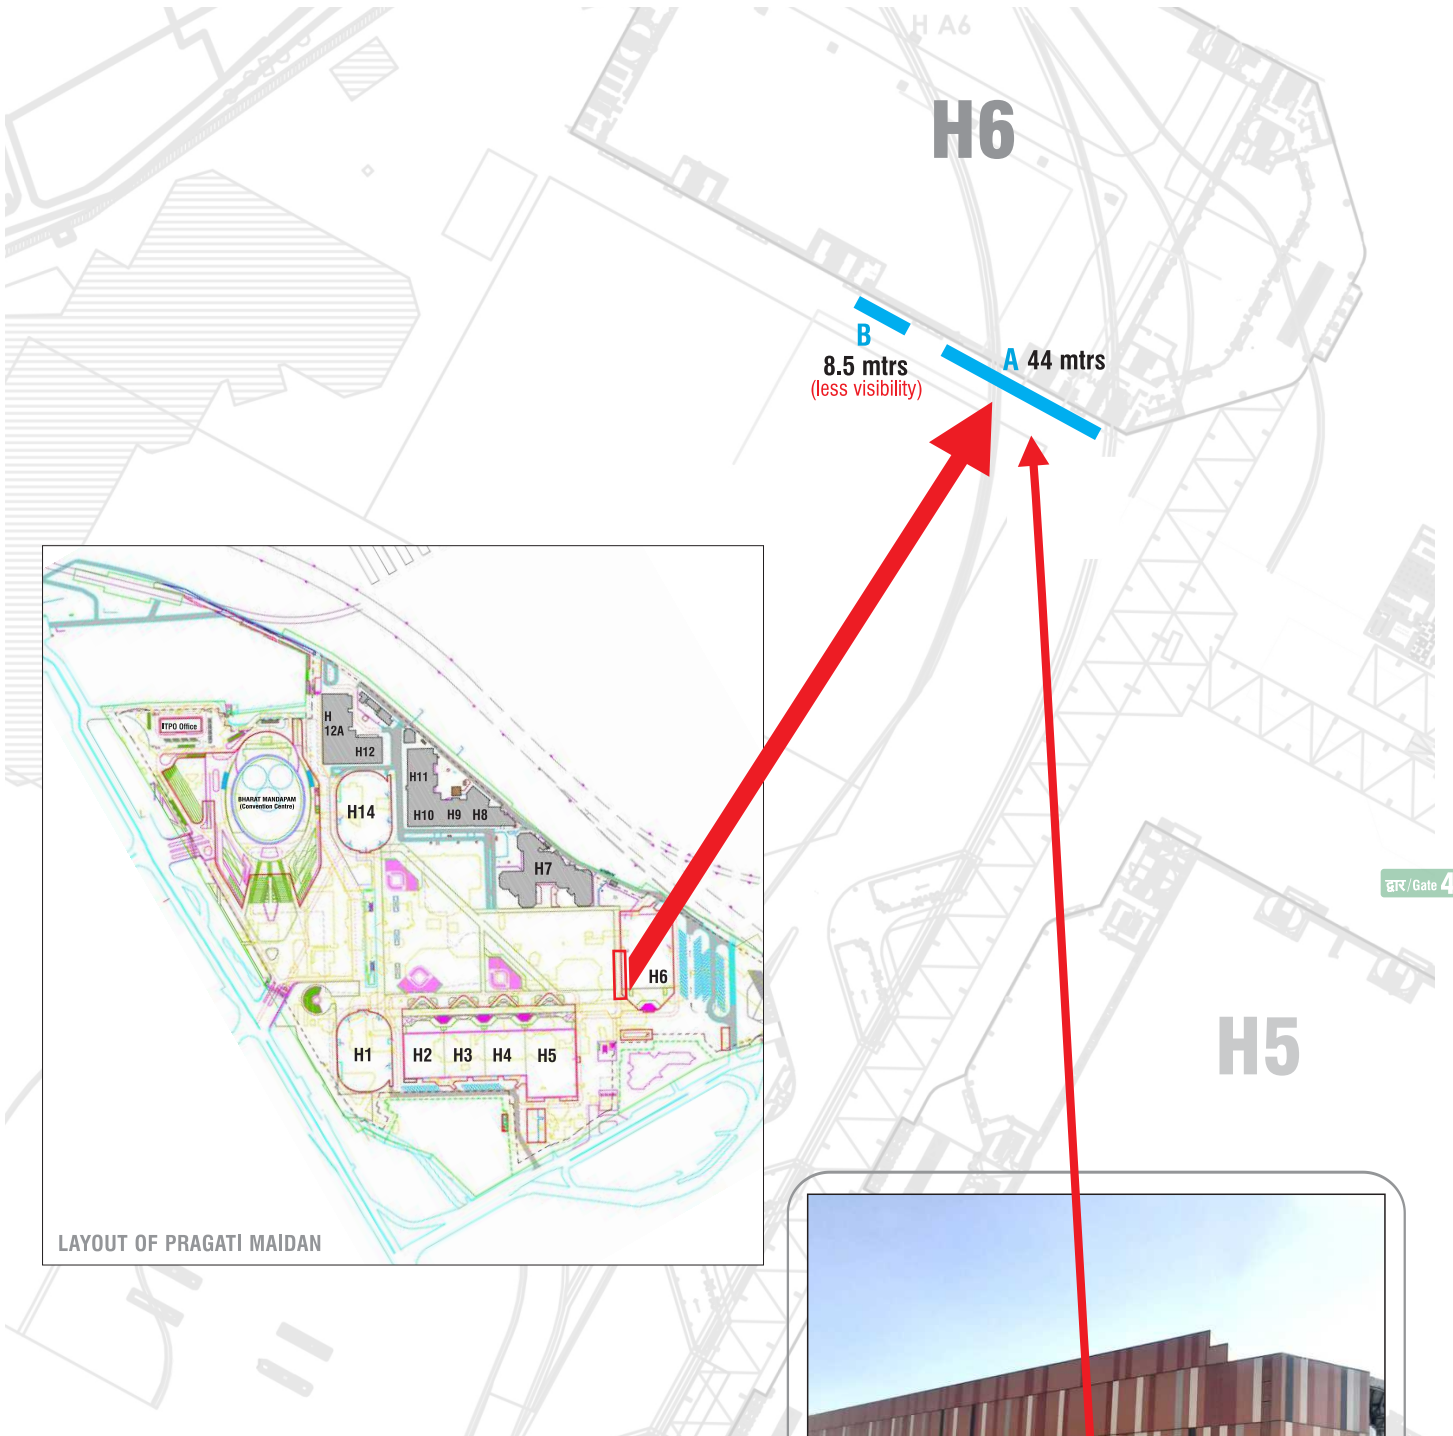 H A6
H6
B
8.5 mtrs
(less visibility)
A 44 mtrs
ITPO Office
BHARAT MANDAPAM
(Convention Centre)
H
12A
H12
H14
H11
H10 H9 H8
H7
H6
H1 H2 H3 H4 H5
LAYOUT OF PRAGATI MAIDAN
द्वार/Gate 4
H5